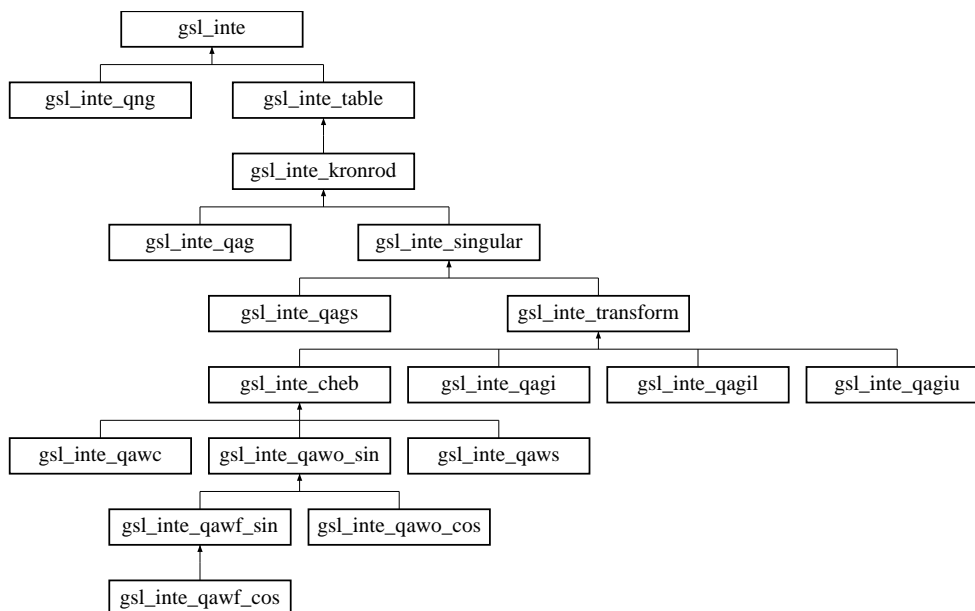 gsl_inte
gsl_inte_qng
gsl_inte_table
gsl_inte_kronrod
gsl_inte_qag
gsl_inte_singular
gsl_inte_qags
gsl_inte_transform
gsl_inte_cheb
gsl_inte_qagi
gsl_inte_qagil
gsl_inte_qagiu
gsl_inte_qawc
gsl_inte_qawo_sin
gsl_inte_qaws
gsl_inte_qawf_sin
gsl_inte_qawo_cos
gsl_inte_qawf_cos